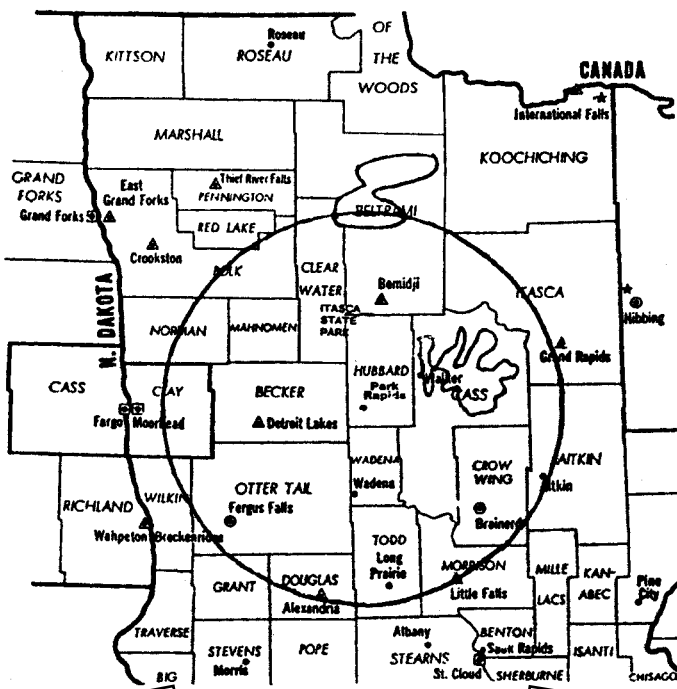 OF
THE
WOODS
Roseau
KITTSON
ROSEAU
CANADA
International Falls
MARSHALL
KOOCHICHING
GRAND
FORKS
East
Grand Forks
Thief River Falls
PENNINGTON
Grand Forks
RED LAKE
BELTRAMI
Crookston
POLK
CLEAR
WATER
Bemidji
ITASCA
ITASCA
STATE
PARK
Hibbing
N. DAKOTA
NORMAN
MAHNOMEN
Grand Rapids
HUBBARD
Park
Rapids
Walker
CASS
CASS
CLAY
BECKER
Fargo
Moorhead
Detroit Lakes
WADENA
Wadena
CROW
WING
AITKIN
Aitkin
RICHLAND
WILKIN
OTTER TAIL
Fergus Falls
Brainerd
Wahpeton
Breckenridge
TODD
Long
Prairie
MORRISON
Little Falls
MILLE
LACS
KAN-
ABEC
Pine
City
GRANT
DOUGLAS
Alexandria
TRAVERSE
STEVENS
Morris
POPE
Albany
STEARNS
BENTON
Sauk Rapids
St. Cloud
SHERBURNE
ISANTI
CHISAGO
BIG